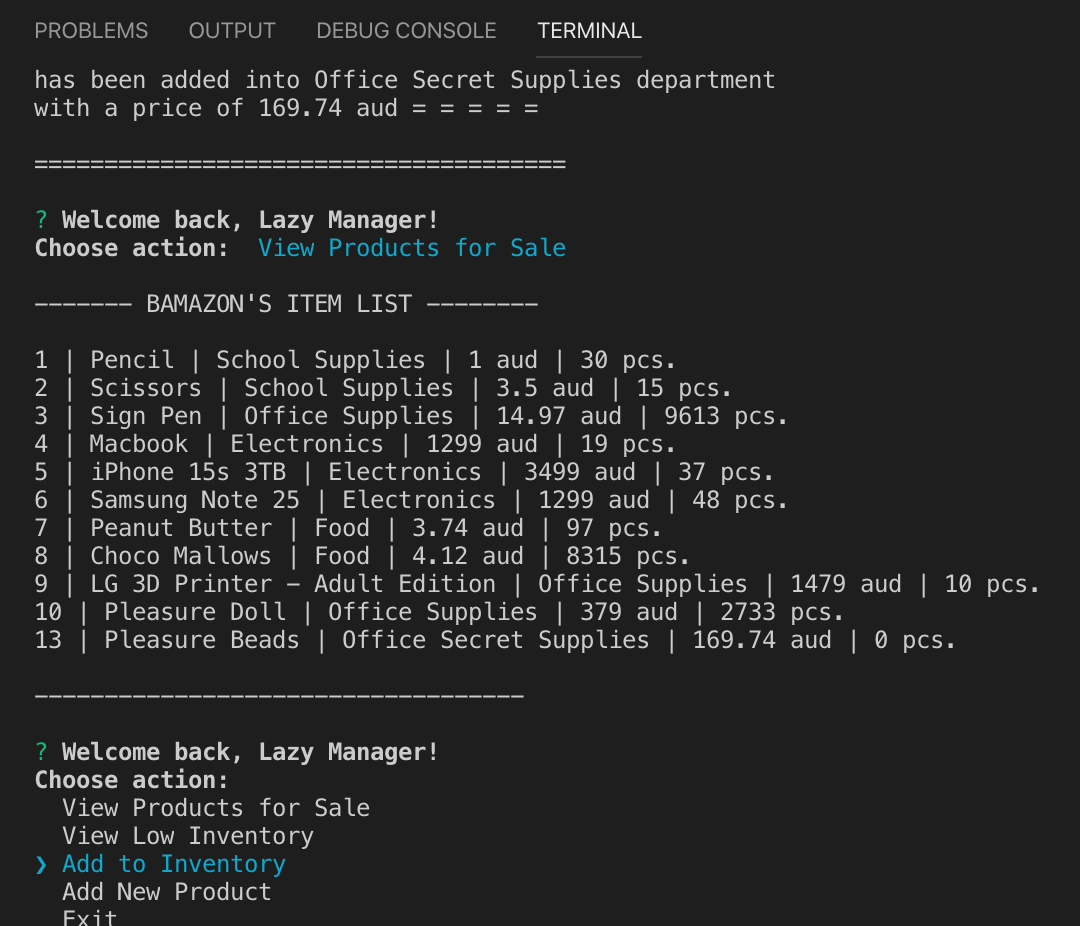 PROBLEMS OUTPUT DEBUG CONSOLE TERMINAL
has been added into Office Secret Supplies department
with a price of 169.74 aud = = = = =
======================================
? Welcome back, Lazy Manager!
Choose action:  View Products for Sale
------- BAMAZON'S ITEM LIST --------
1 | Pencil | School Supplies | 1 aud | 30 pcs.
2 | Scissors | School Supplies | 3.5 aud | 15 pcs.
3 | Sign Pen | Office Supplies | 14.97 aud | 9613 pcs.
4 | Macbook | Electronics | 1299 aud | 19 pcs.
5 | iPhone 15s 3TB | Electronics | 3499 aud | 37 pcs.
6 | Samsung Note 25 | Electronics | 1299 aud | 48 pcs.
7 | Peanut Butter | Food | 3.74 aud | 97 pcs.
8 | Choco Mallows | Food | 4.12 aud | 8315 pcs.
9 | LG 3D Printer - Adult Edition | Office Supplies | 1479 aud | 10 pcs.
10 | Pleasure Doll | Office Supplies | 379 aud | 2733 pcs.
13 | Pleasure Beads | Office Secret Supplies | 169.74 aud | 0 pcs.
-----------------------------------
? Welcome back, Lazy Manager!
Choose action:
View Products for Sale
View Low Inventory
❯ Add to Inventory
Add New Product
Exit